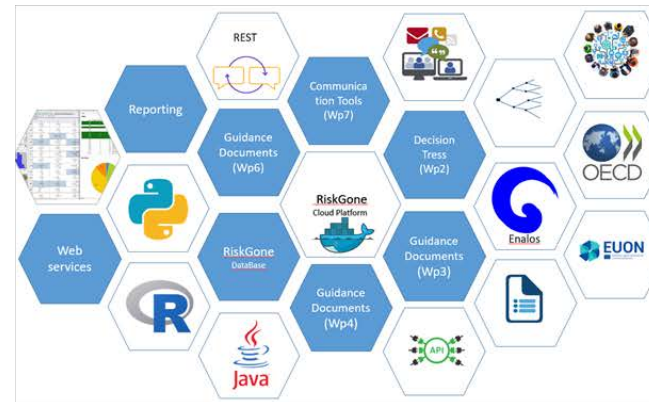 REST
Reporting
Communica
tion Tools
(Wp7)
Guidance
Documents
(Wp6)
Decision
Tress
(Wp2)
RiskGone
Cloud Platform
OECD
Web
services
RiskGone
DataBase
Guidance
Documents
(Wp3)
Enalos
EUON
R
Guidance
Documents
(Wp4)
Java
API